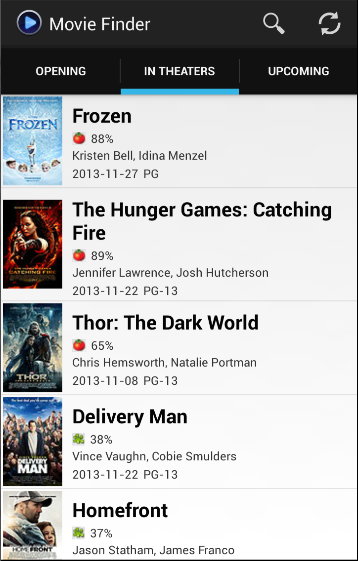 Movie Finder
OPENING
IN THEATERS
UPCOMING
FROZEN
Frozen
88%
Kristen Bell, Idina Menzel
2013-11-27 PG
CATCHING FIRE
The Hunger Games: Catching
Fire
89%
Jennifer Lawrence, Josh Hutcherson
2013-11-22 PG-13
THOR
THE DARK WORLD
Thor: The Dark World
65%
Chris Hemsworth, Natalie Portman
2013-11-08 PG-13
DELIVERY
MAN
Delivery Man
38%
Vince Vaughn, Cobie Smulders
2013-11-22 PG-13
HOMEFRONT
Homefront
37%
Jason Statham, James Franco